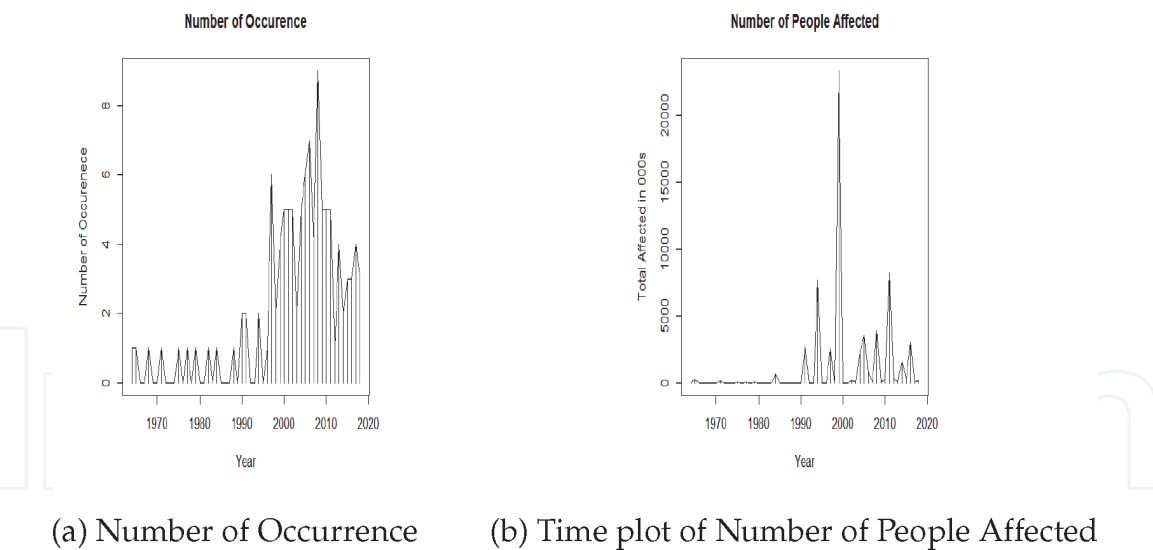 Number of Occurence
Number of Occurenece
0
2
4
6
8
1970 1980 1990 2000 2010 2020
Year
Number of People Affected
Total Affected in 000s
0
5000
10000
15000
20000
1970 1980 1990 2000 2010 2020
Year
(a) Number of Occurrence
(b) Time plot of Number of People Affected